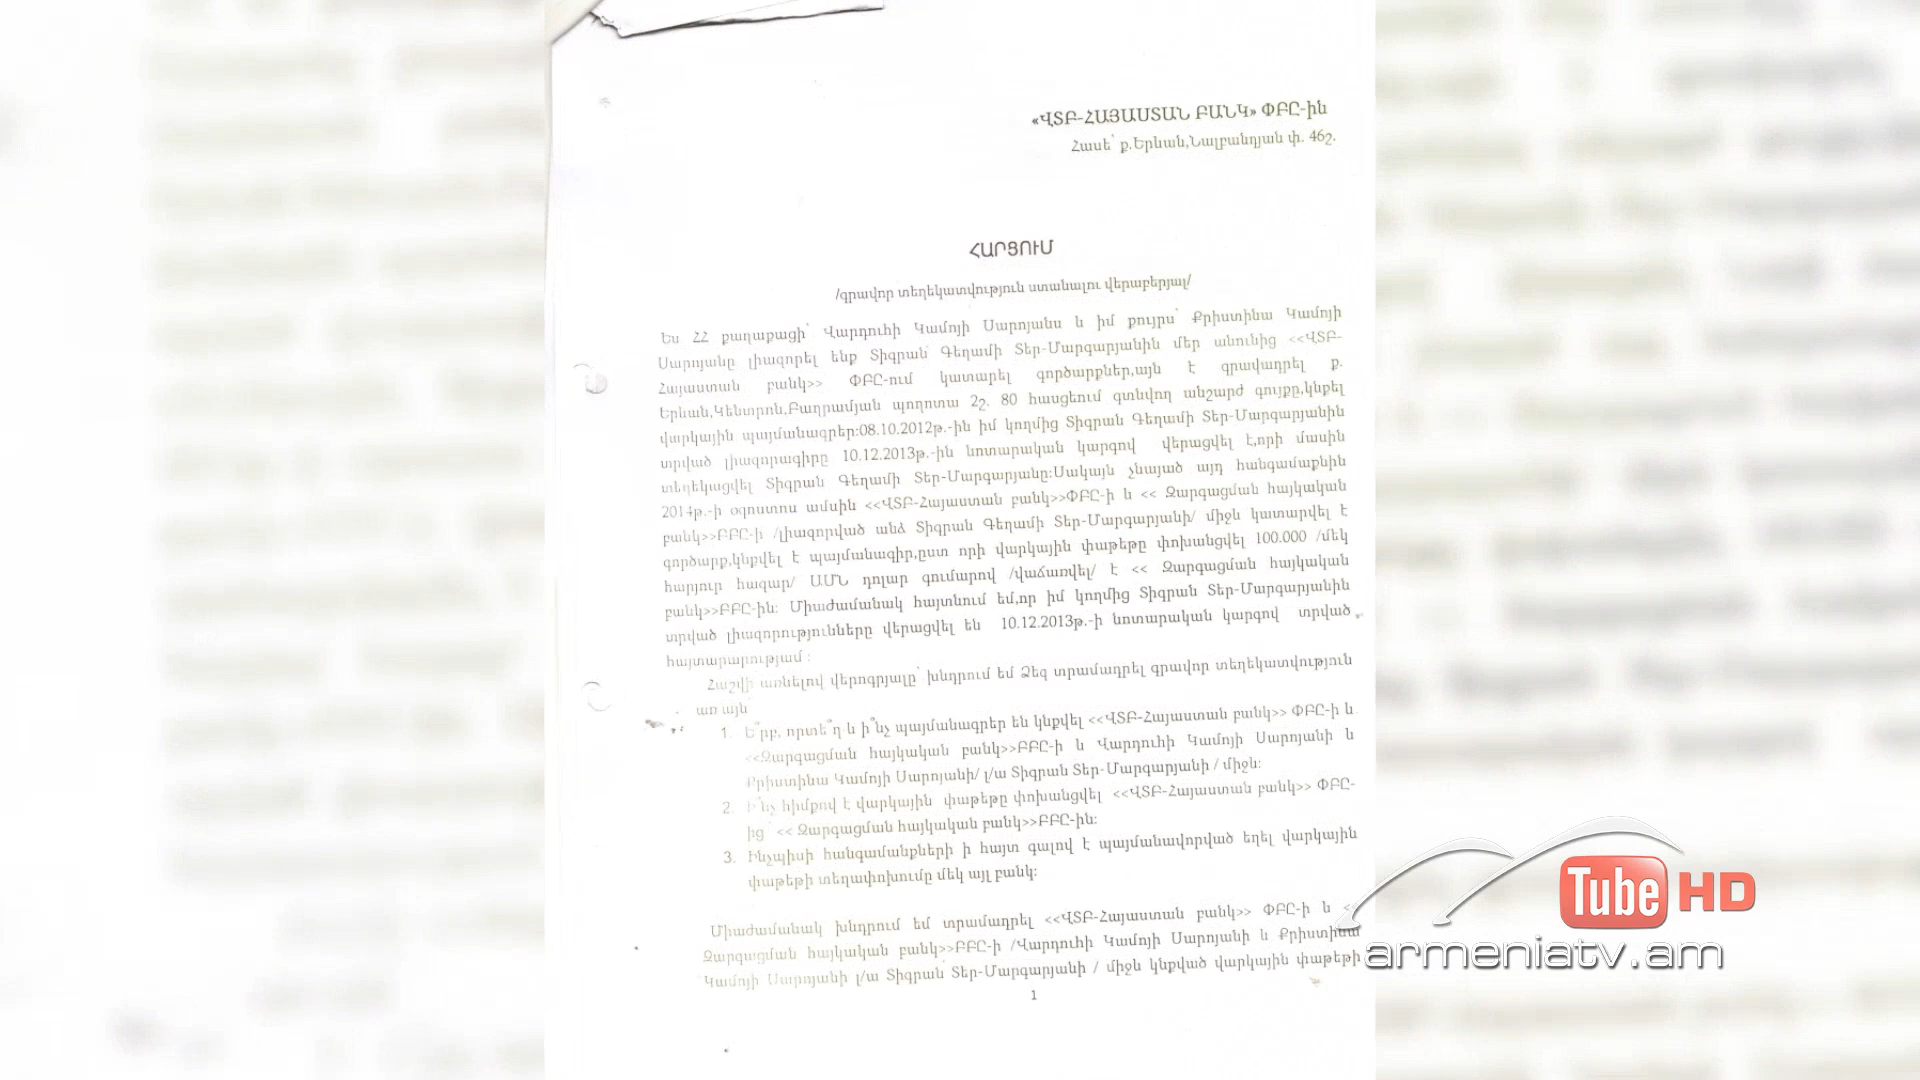 «ՎՏԲ-ՀԱՅԱՍՏԱՆ ԲԱՆԿ» ՓԲԸ-ին
Հասե՝ ք.Երևան,Նալբանդյան փ. 46շ.
ՀԱՐՑՈՒՄ
/գրավոր տեղեկատվություն ստանալու վերաբերյալ/
Ես ՀՀ քաղաքացի՝ Վարդուհի Կամոյի Սարոյանս և իմ քույրս՝ Քրիստինա Կամոյի
Սարոյանը լիազորել ենք Տիգրան Գեղամի Տեր-Մարգարյանին մեր անունից <<ՎՏԲ-
Հայաստան բանկ>> ՓԲԸ-ում կատարել գործարքներ,այն է գրավադրել ք.
Երևան,Կենտրոն,Բաղրամյան պողոտա 2շ. 80 հասցեում գտնվող անշարժ գույքը,կնքել
վարկային պայմանագրեր:08.10.2012թ.-ին իմ կողմից Տիգրան Գեղամի Տեր-Մարգարյանին
տրված լիազորագիրը 10.12.2013թ.-ին նոտարական կարգով վերացվել է,որի մասին
տեղեկացվել Տիգրան Գեղամի Տեր-Մարգարյանը:Սակայն չնայած այդ հանգամաքնին
2014թ.-ի օգոստոս ամսին <<ՎՏԲ-Հայաստան բանկ>>ՓԲԸ-ի և << Զարգացման հայկական
բանկ>>ԲԲԸ-ի /լիազորված անձ Տիգրան Գեղամի Տեր-Մարգարյանի/ միջև կատարվել է
գործարք,կնքվել է պայմանագիր,ըստ որի վարկային փաթեթը փոխանցվել 100.000 /մեկ
հարյուր հազար/ ԱՄՆ դոլար գումարով /վաճառվել/ է << Զարգացման հայկական
բանկ>>ԲԲԸ-ին: Միաժամանակ հայտնում եմ,որ իմ կողմից Տիգրան Տեր-Մարգարյանին
տրված լիազորությունները վերացվել են 10.12.2013թ.-ի նոտարական կարգով տրված
հայտարարությամ :
Հաշվի առնելով վերոգրյալը՝ խնդրում եմ Ձեզ տրամադրել գրավոր տեղեկատվություն
առ այն՝
1. Ե՞րբ, որտե՞ղ և ի՞նչ պայմանագրեր են կնքվել <<ՎՏԲ-Հայաստան բանկ>> ՓԲԸ-ի և
<<Զարգացման հայկական բանկ>>ԲԲԸ-ի և Վարդուհի Կամոյի Սարոյանի և
Քրիստինա Կամոյի Սարոյանի/ լ/ա Տիգրան Տեր-Մարգարյանի / միջև:
2. Ի՞նչ հիմքով է վարկային փաթեթը փոխանցվել <<ՎՏԲ-Հայաստան բանկ>> ՓԲԸ-
ից՝ << Զարգացման հայկական բանկ>>ԲԲԸ-ին:
3. Ինչպիսի հանգամանքների ի հայտ գալով է պայմանավորված եղել վարկային
փաթեթի տեղափոխումը մեկ այլ բանկ:
Միաժամանակ խնդրում եմ տրամադրել <<ՎՏԲ-Հայաստան բանկ>> ՓԲԸ-ի և <<
Զարգացման հայկական բանկ>>ԲԲԸ-ի /Վարդուհի Կամոյի Սարոյանի և Քրիստինա
Կամոյի Սարոյանի լ/ա Տիգրան Տեր-Մարգարյանի / միջև կնքված վարկային փաթեթի
1
Tube HD
armeniatv.am